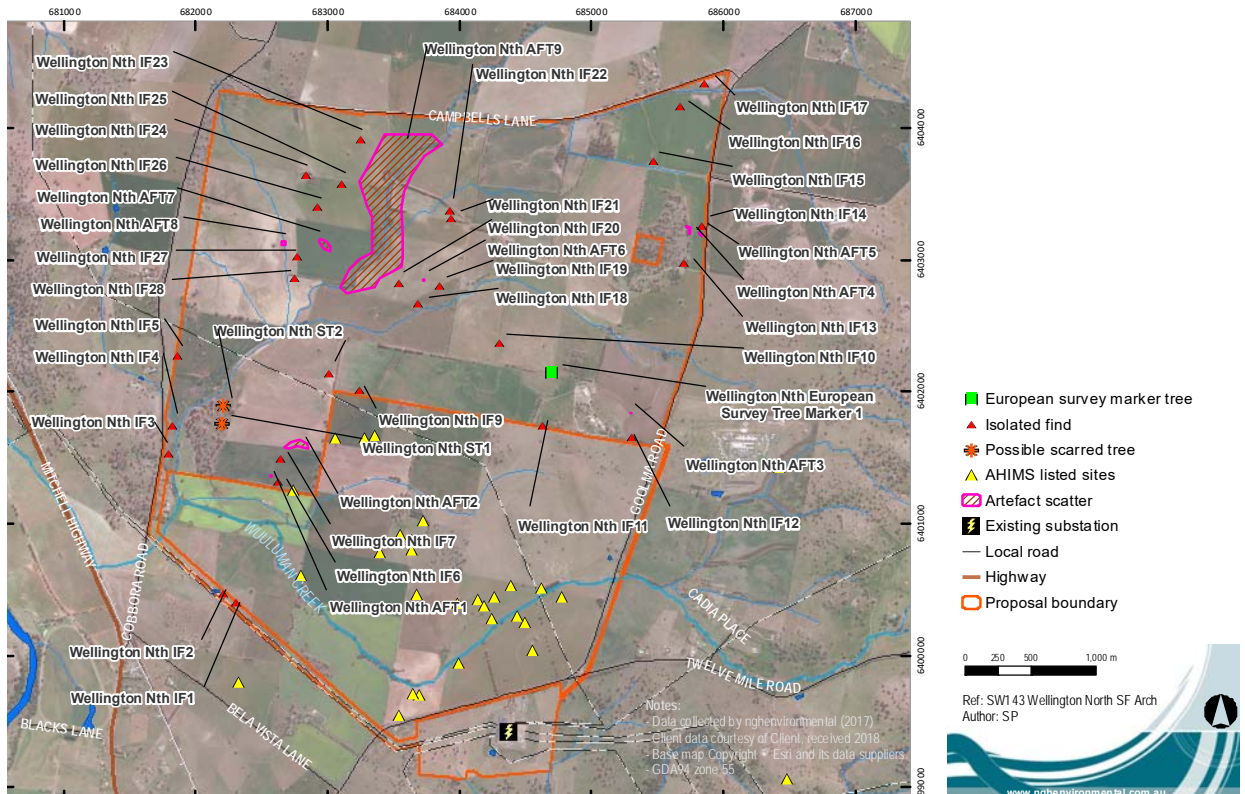 681000
682000
683000
684000
685000
686000
687000
Wellington Nth AFT9
Wellington Nth IF23
Wellington Nth IF22
Wellington Nth IF25
Wellington Nth IF17
CAMPBELLS LANE
6404000
Wellington Nth IF24
Wellington Nth IF16
Wellington Nth IF26
Wellington Nth IF15
Wellington Nth AFT7
Wellington Nth IF21
Wellington Nth IF14
Wellington Nth AFT8
Wellington Nth IF20
Wellington Nth AFT6
Wellington Nth AFT5
Wellington Nth IF27
Wellington Nth IF19
6403000
Wellington Nth IF28
Wellington Nth AFT4
Wellington Nth IF18
Wellington Nth IF5
Wellington Nth ST2
Wellington Nth IF13
Wellington Nth IF4
Wellington Nth IF10
Wellington Nth European
Survey Tree Marker 1
6402000
Wellington Nth IF3
Wellington Nth IF9
Wellington Nth ST1
Wellington Nth AFT3
MITCHELL HIGHWAY
GOOLMA ROAD
Wellington Nth AFT2
Wellington Nth IF11
Wellington Nth IF12
6401000
Wellington Nth IF7
WUULUMAN CREEK
Wellington Nth IF6
COBBORA ROAD
Wellington Nth AFT1
CADIA PLACE
Wellington Nth IF2
6400000
TWELVE MILE ROAD
Wellington Nth IF1
BLACKS LANE
BELA VISTA LANE
Notes:
- Data collected by nghenvironmental (2017)
- Client data courtesy of Client, received 2018
- Base map Copyright © Esri and its data suppliers
- GDA94 zone 55
99000
European survey marker tree
Isolated find
Possible scarred tree
AHIMS listed sites
Artefact scatter
Existing substation
Local road
Highway
Proposal boundary
0 250 500 1,000 m
Ref: SW143 Wellington North SF Arch
Author: SP
www.nghenvironmental.com.au